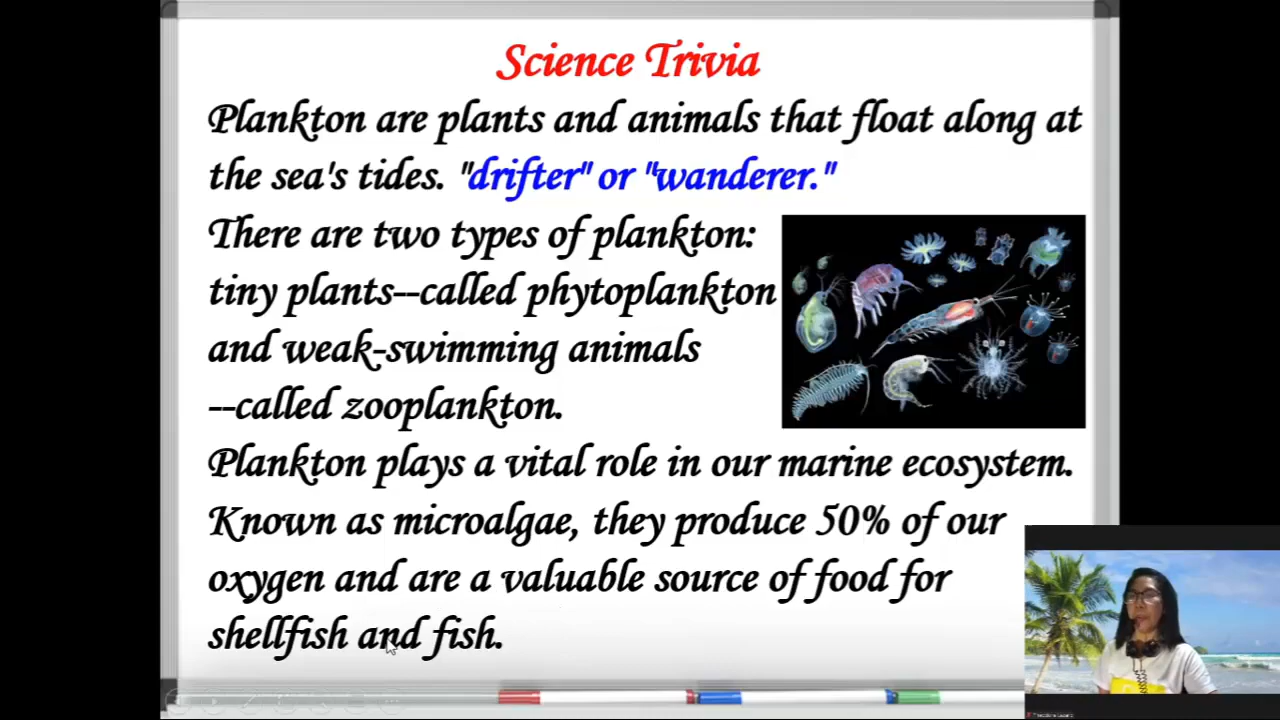 Science Trivia
Plankton are plants and animals that float along at
the sea's tides. "drifter" or "wanderer."
There are two types of plankton:
tiny plants--called phytoplankton
and weak-swimming animals
--called zooplankton.
Plankton plays a vital role in our marine ecosystem.
Known as microalgae, they produce 50% of our
oxygen and are a valuable source of food for
shellfish and fish.